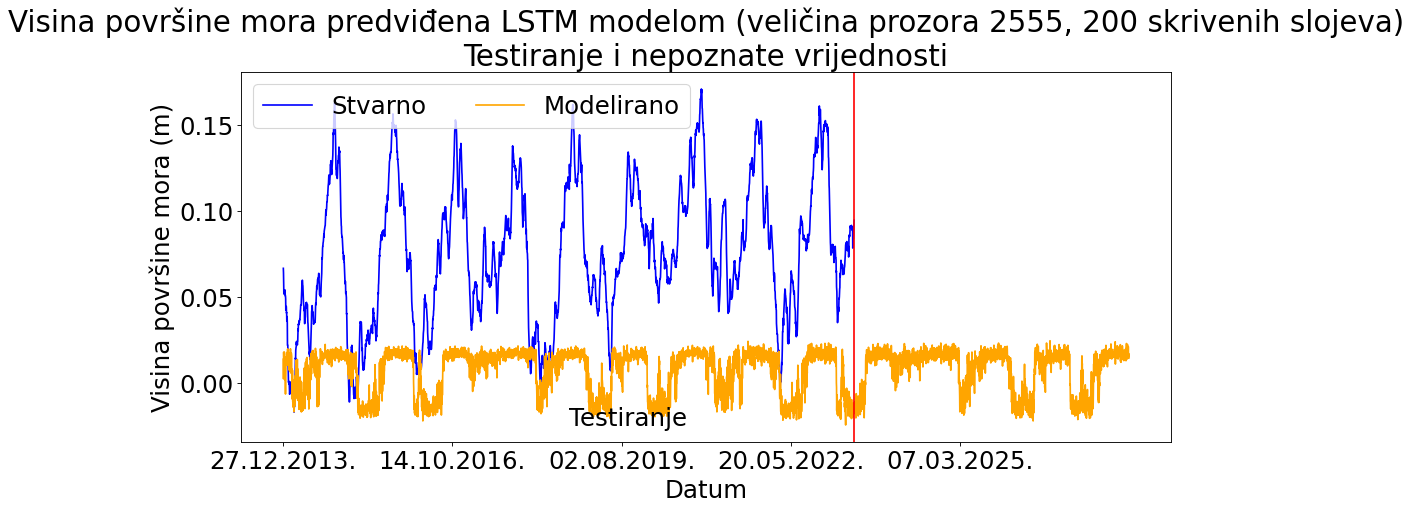 Visina površine mora predviđena LSTM modelom (veličina prozora 2555, 200 skrivenih slojeva)
Testiranje i nepoznate vrijednosti
Stvarno Modelirano
Visina površine mora (m)
0.15
0.10
0.05
0.00
Testiranje
27.12.2013. 14.10.2016. 02.08.2019. 20.05.2022. 07.03.2025.
Datum